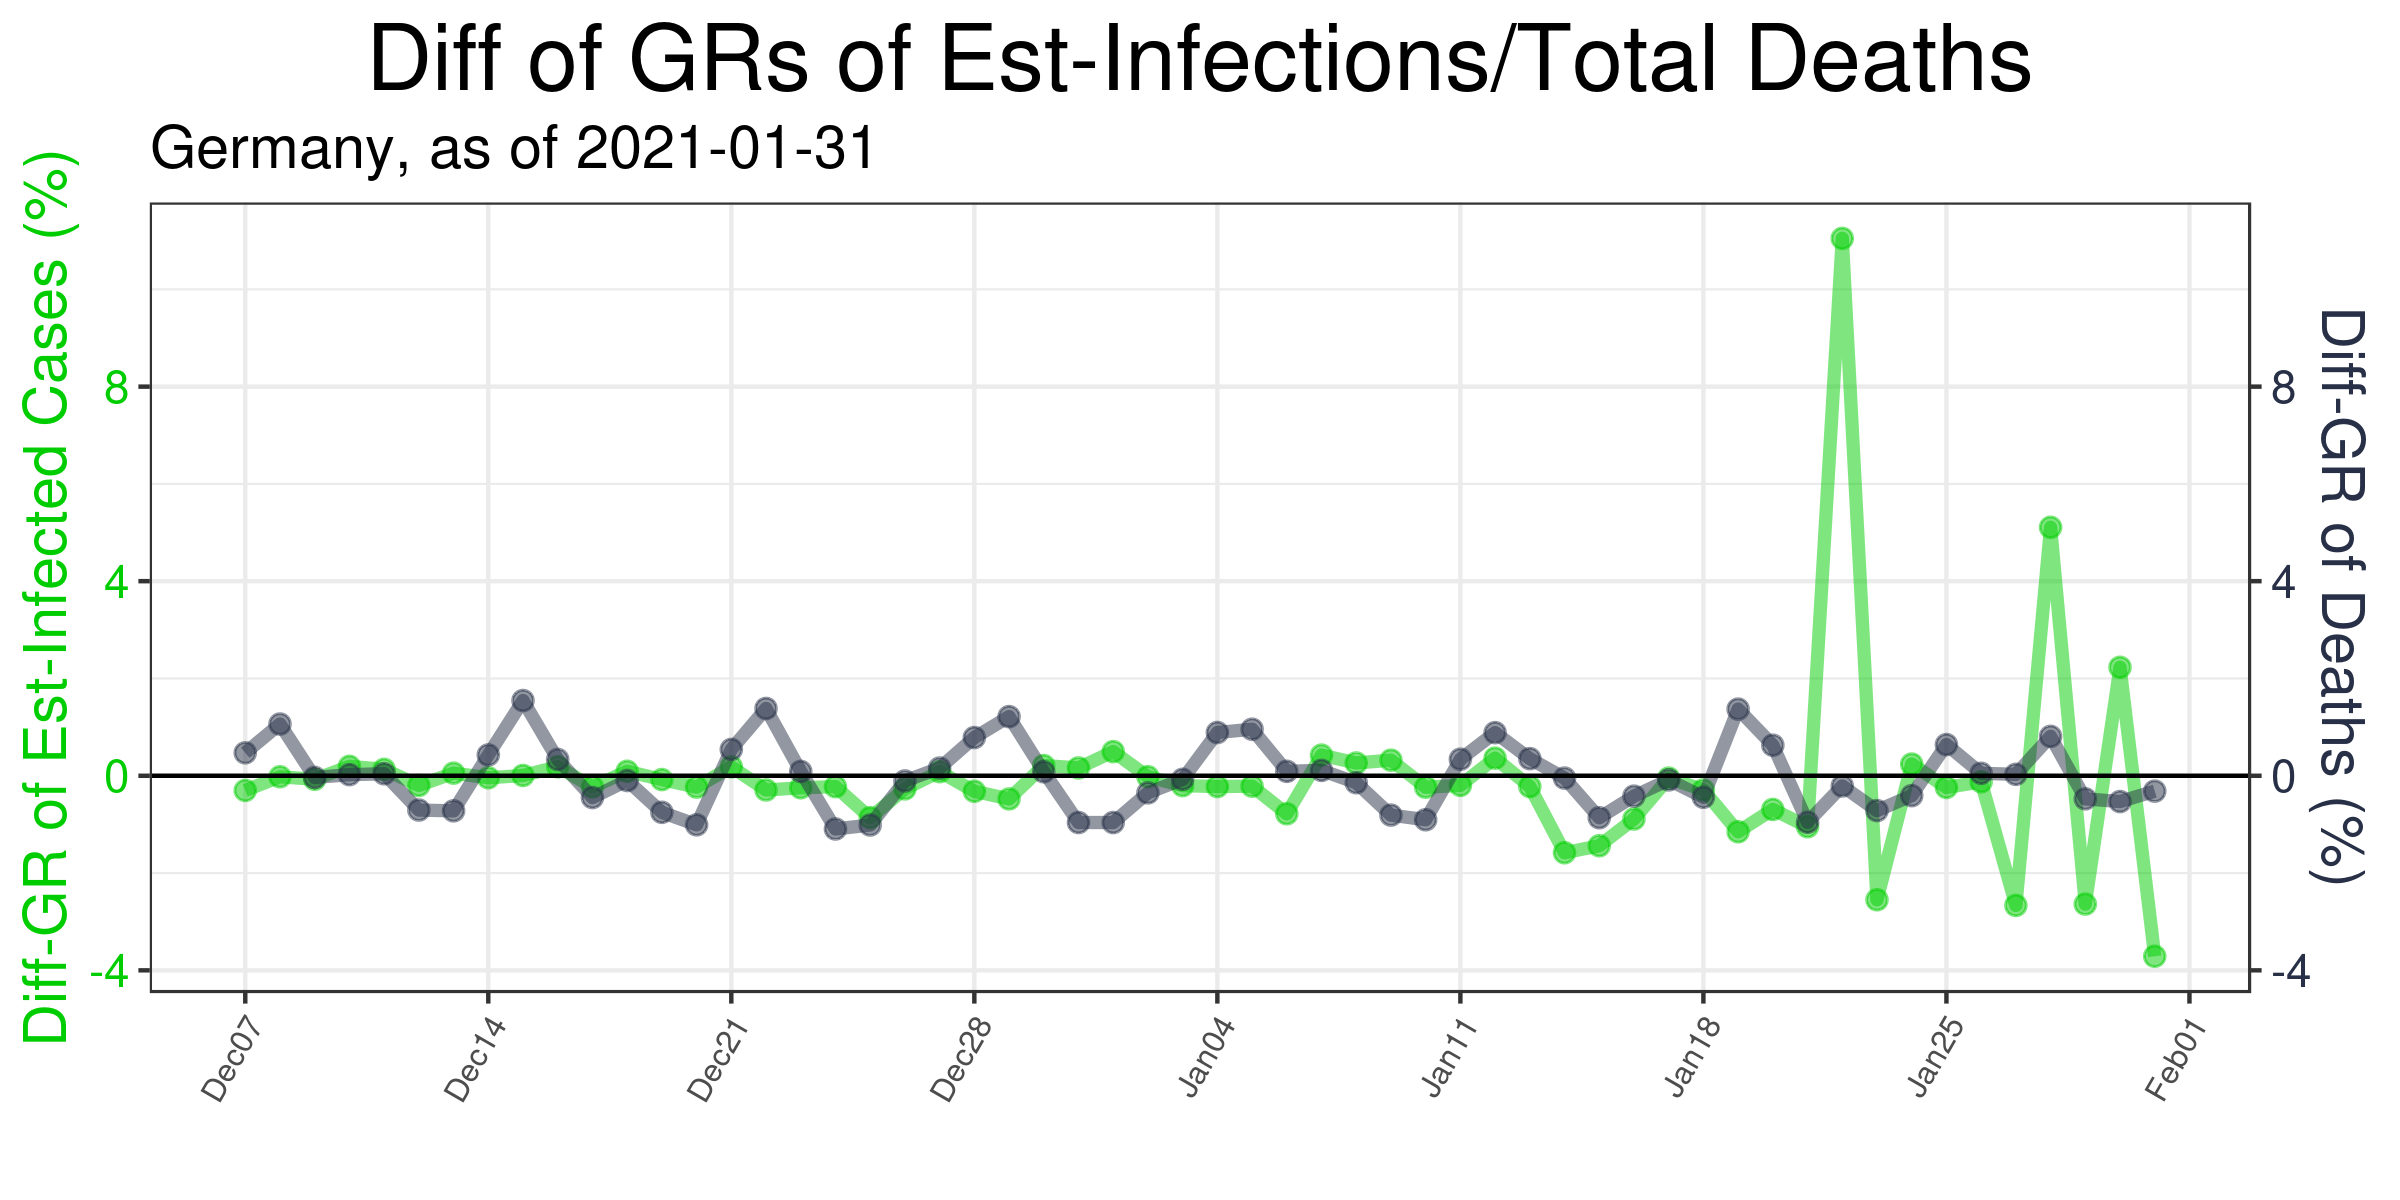 Diff of GRs of Est-Infections/Total Deaths
Germany, as of 2021-01-31
Diff-GR of Est-Infected Cases (%)
8
4
0
-4
8
4
0
-4
Diff-GR of Deaths (%)
Dec07
Dec14
Dec21
Dec28
Jan04
Jan11
Jan18
Jan25
Feb01